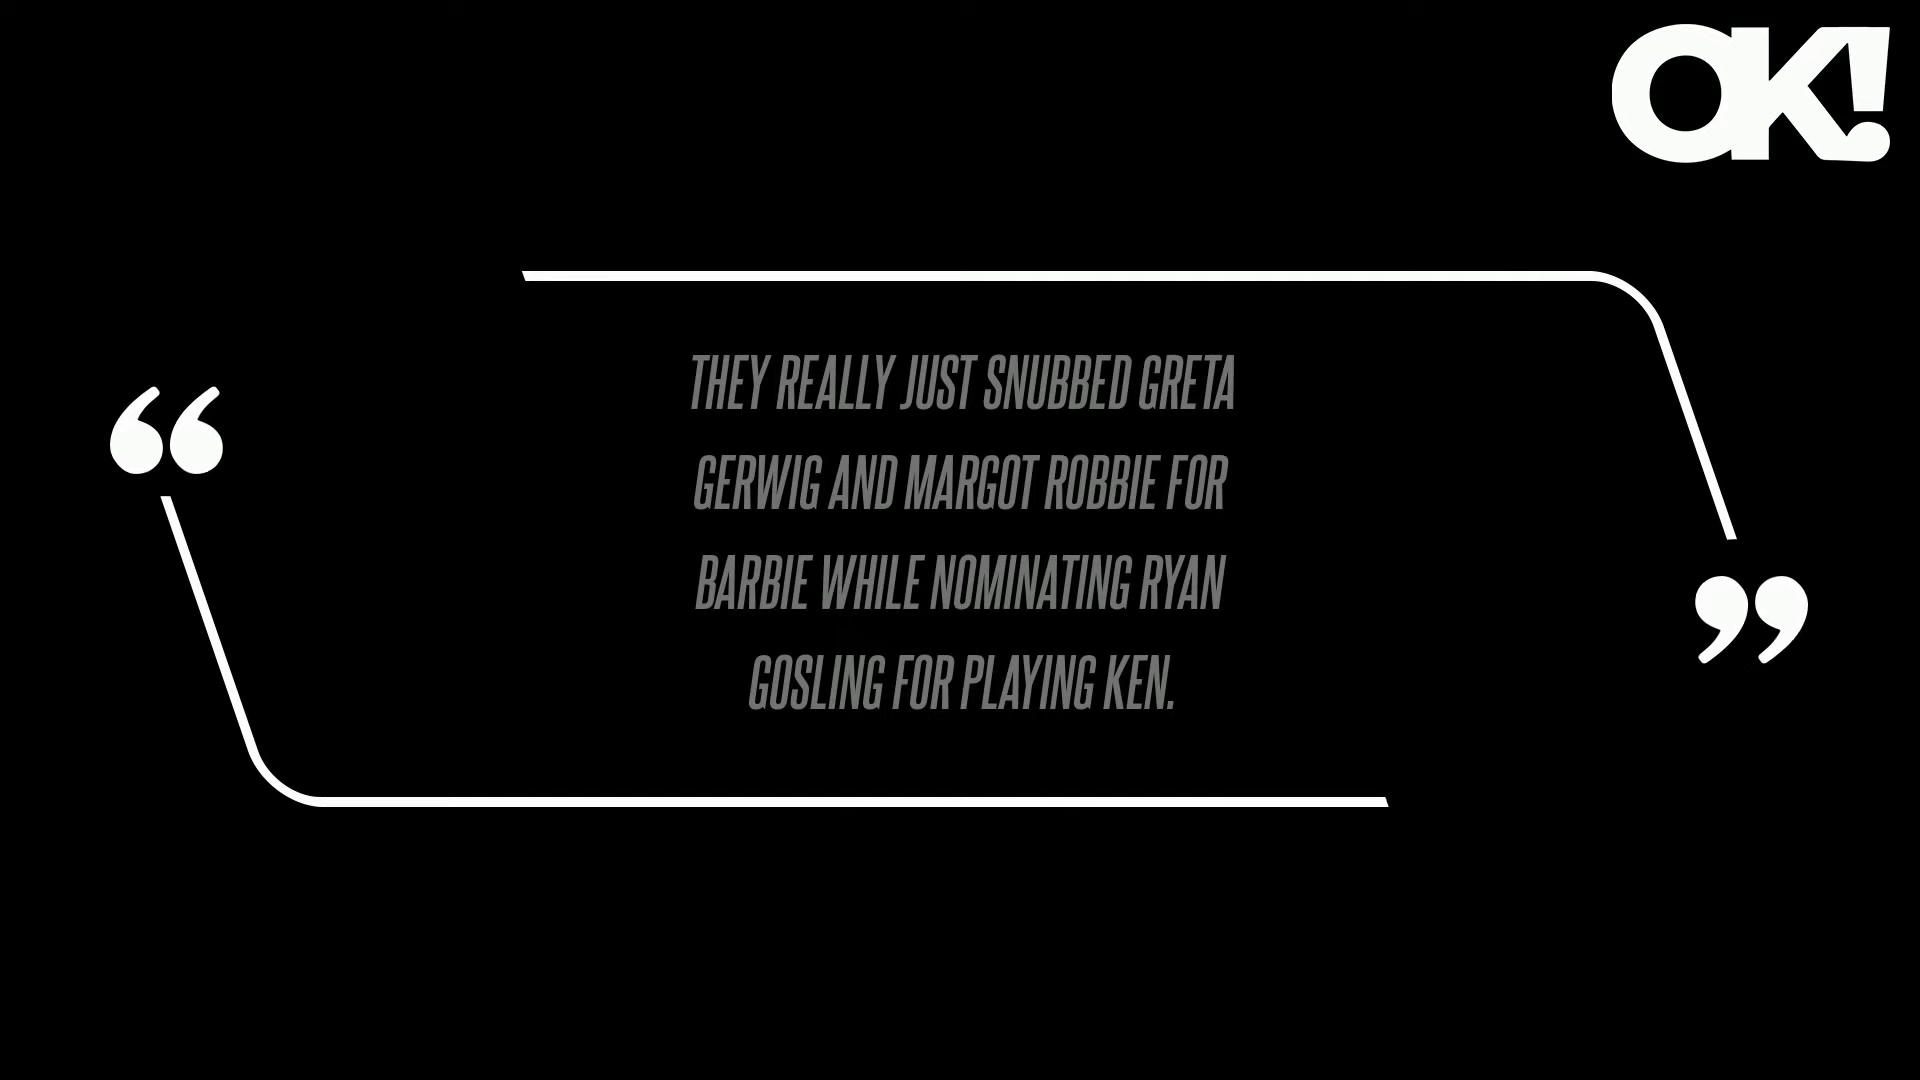 OK!
“
THEY REALLY JUST SNUBBED GRETA
GERWIG AND MARGOT ROBBIE FOR
BARBIE WHILE NOMINATING RYAN
GOSLING FOR PLAYING KEN.
”